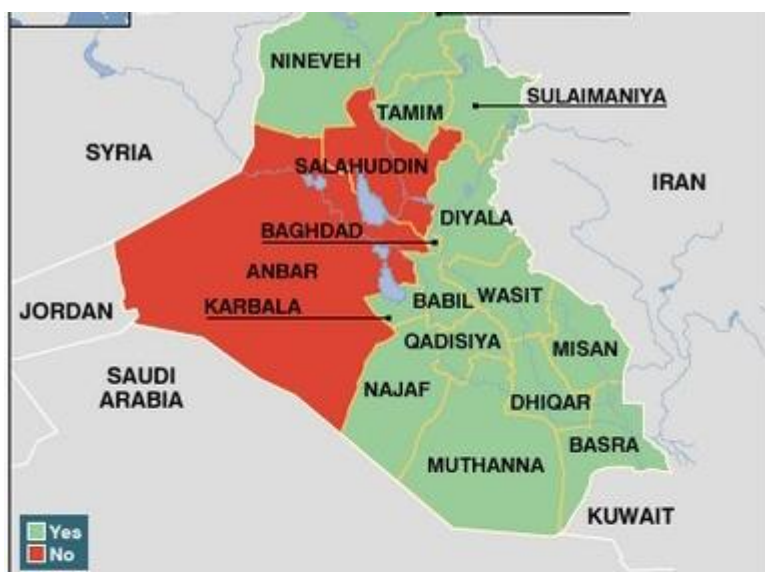 NINEVEH
SULAIMANIYA
TAMIM
SYRIA
SALAHUDDIN
IRAN
DIYALA
BAGHDAD
ANBAR
WASIT
BABIL
KARBALA
JORDAN
QADISIYA
MISAN
SAUDI
ARABIA
NAJAF
DHIQAR
BASRA
MUTHANNA
KUWAIT
Yes
No